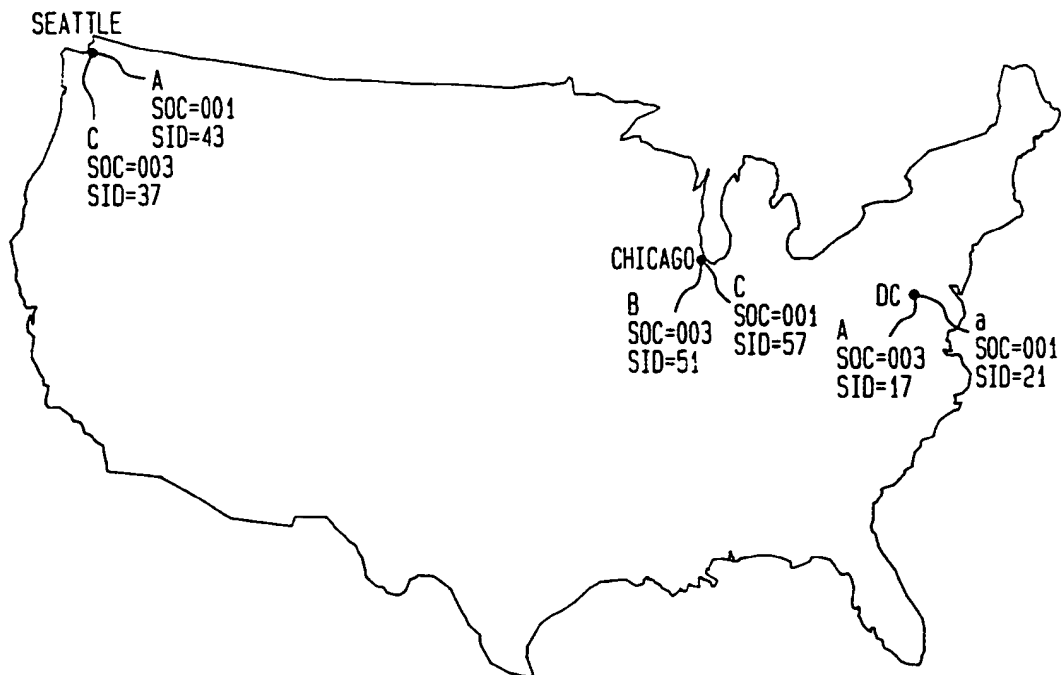 SEATTLE
A
SOC=001
SID=43
C
SOC=003
SID=37
CHICAGO
B
SOC=003
SID=51
C
SOC=001
SID=57
DC
A
SOC=003
SID=17
a
SOC=001
SID=21